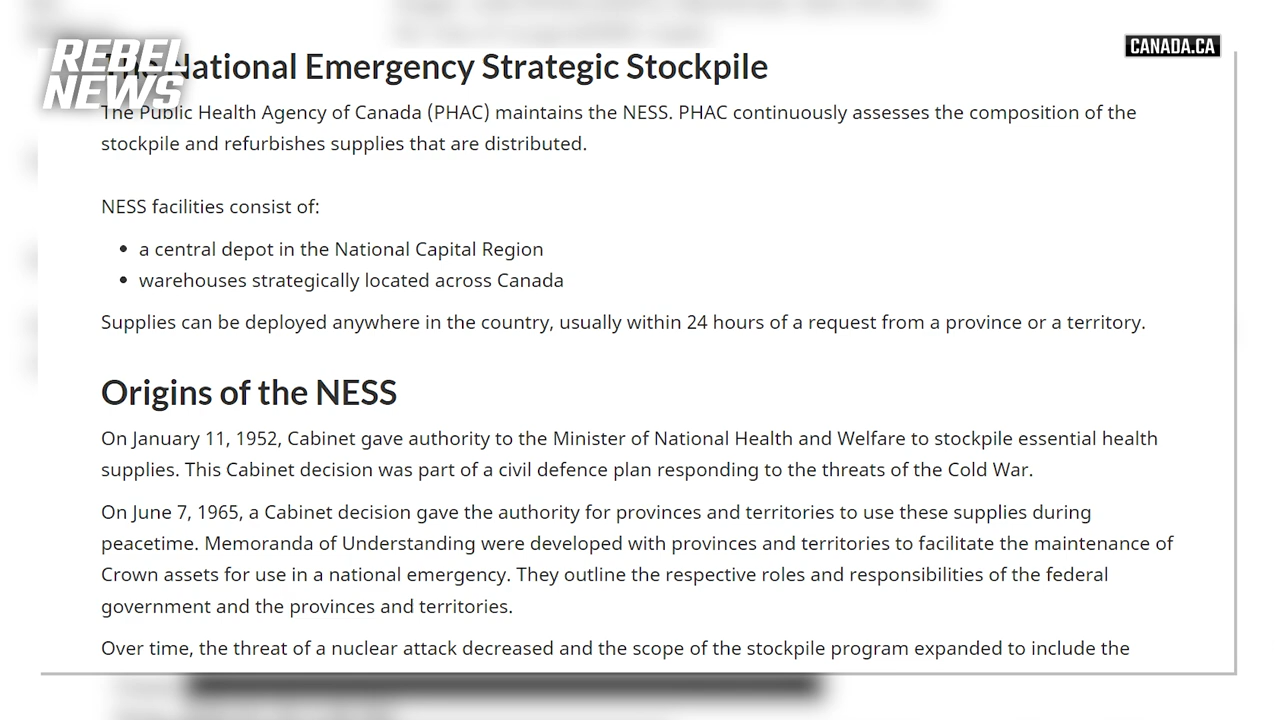 REBEL
NEWS
CANADA.CA
The National Emergency Strategic Stockpile
The Public Health Agency of Canada (PHAC) maintains the NESS. PHAC continuously assesses the composition of the
stockpile and refurbishes supplies that are distributed.
NESS facilities consist of:
• a central depot in the National Capital Region
• warehouses strategically located across Canada
Supplies can be deployed anywhere in the country, usually within 24 hours of a request from a province or a territory.
Origins of the NESS
On January 11, 1952, Cabinet gave authority to the Minister of National Health and Welfare to stockpile essential health
supplies. This Cabinet decision was part of a civil defence plan responding to the threats of the Cold War.
On June 7, 1965, a Cabinet decision gave the authority for provinces and territories to use these supplies during
peacetime. Memoranda of Understanding were developed with provinces and territories to facilitate the maintenance of
Crown assets for use in a national emergency. They outline the respective roles and responsibilities of the federal
government and the provinces and territories.
Over time, the threat of a nuclear attack decreased and the scope of the stockpile program expanded to include the